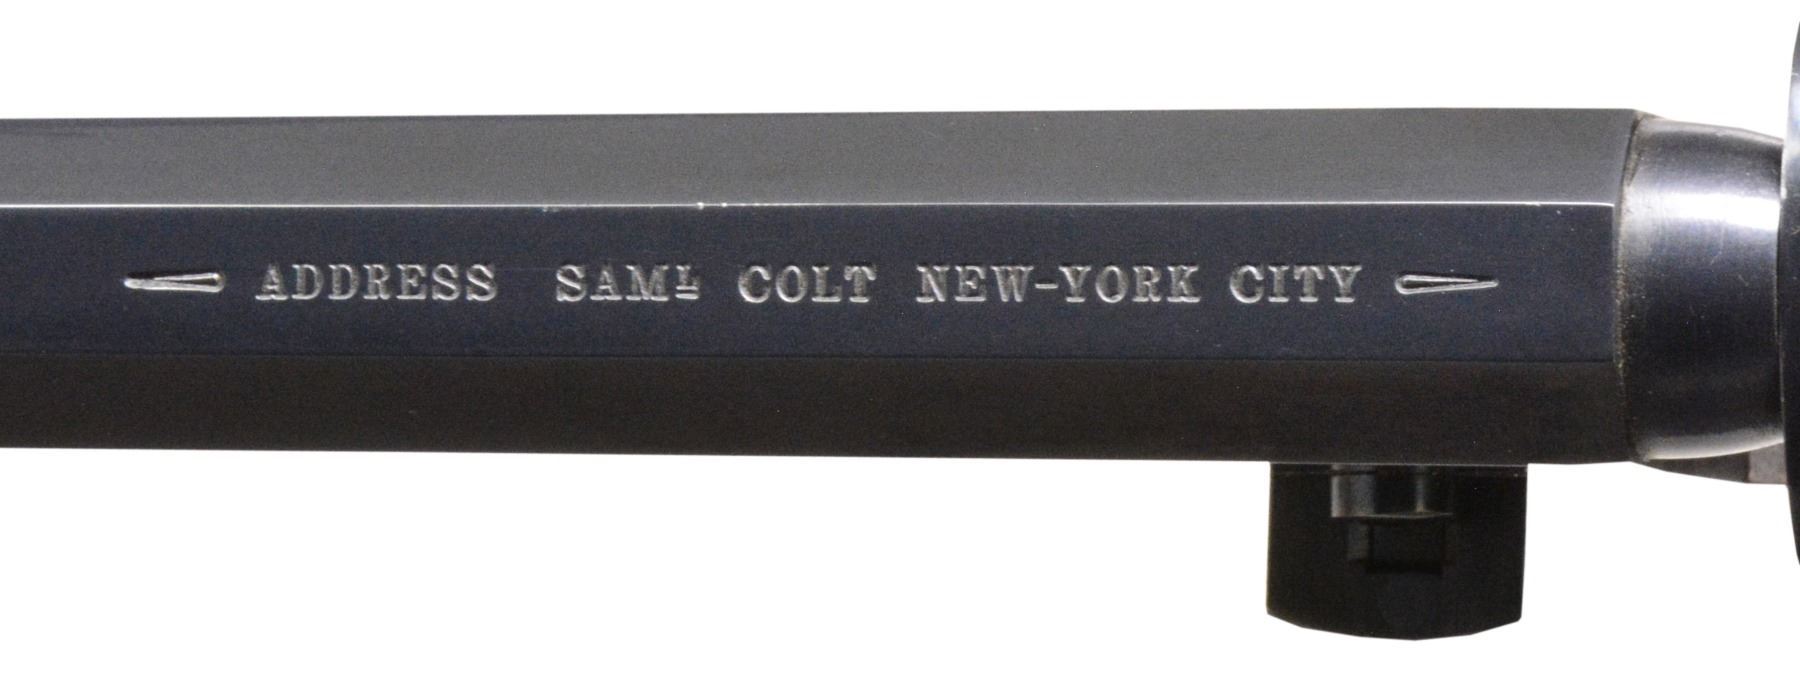 ADDRESS SAMᴸ COLT NEW-YORK CITY